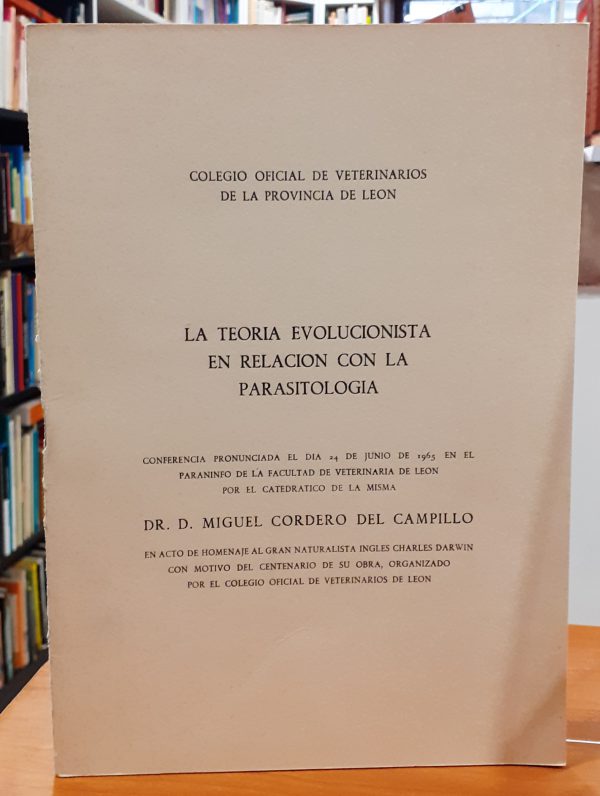 COLEGIO OFICIAL DE VETERINARIOS
DE LA PROVINCIA DE LEON
LA TEORIA EVOLUCIONISTA
EN RELACION CON LA
PARASITOLOGIA
CONFERENCIA PRONUNCIADA EL DIA 24 DE JUNIO DE 1965 EN EL
PARANINFO DE LA FACULTAD DE VETERINARIA DE LEON
POR EL CATEDRATICO DE LA MISMA
DR. D. MIGUEL CORDERO DEL CAMPILLO
EN ACTO DE HOMENAJE AL GRAN NATURALISTA INGLES CHARLES DARWIN
CON MOTIVO DEL CENTENARIO DE SU OBRA, ORGANIZADO
POR EL COLEGIO OFICIAL DE VETERINARIOS DE LEON